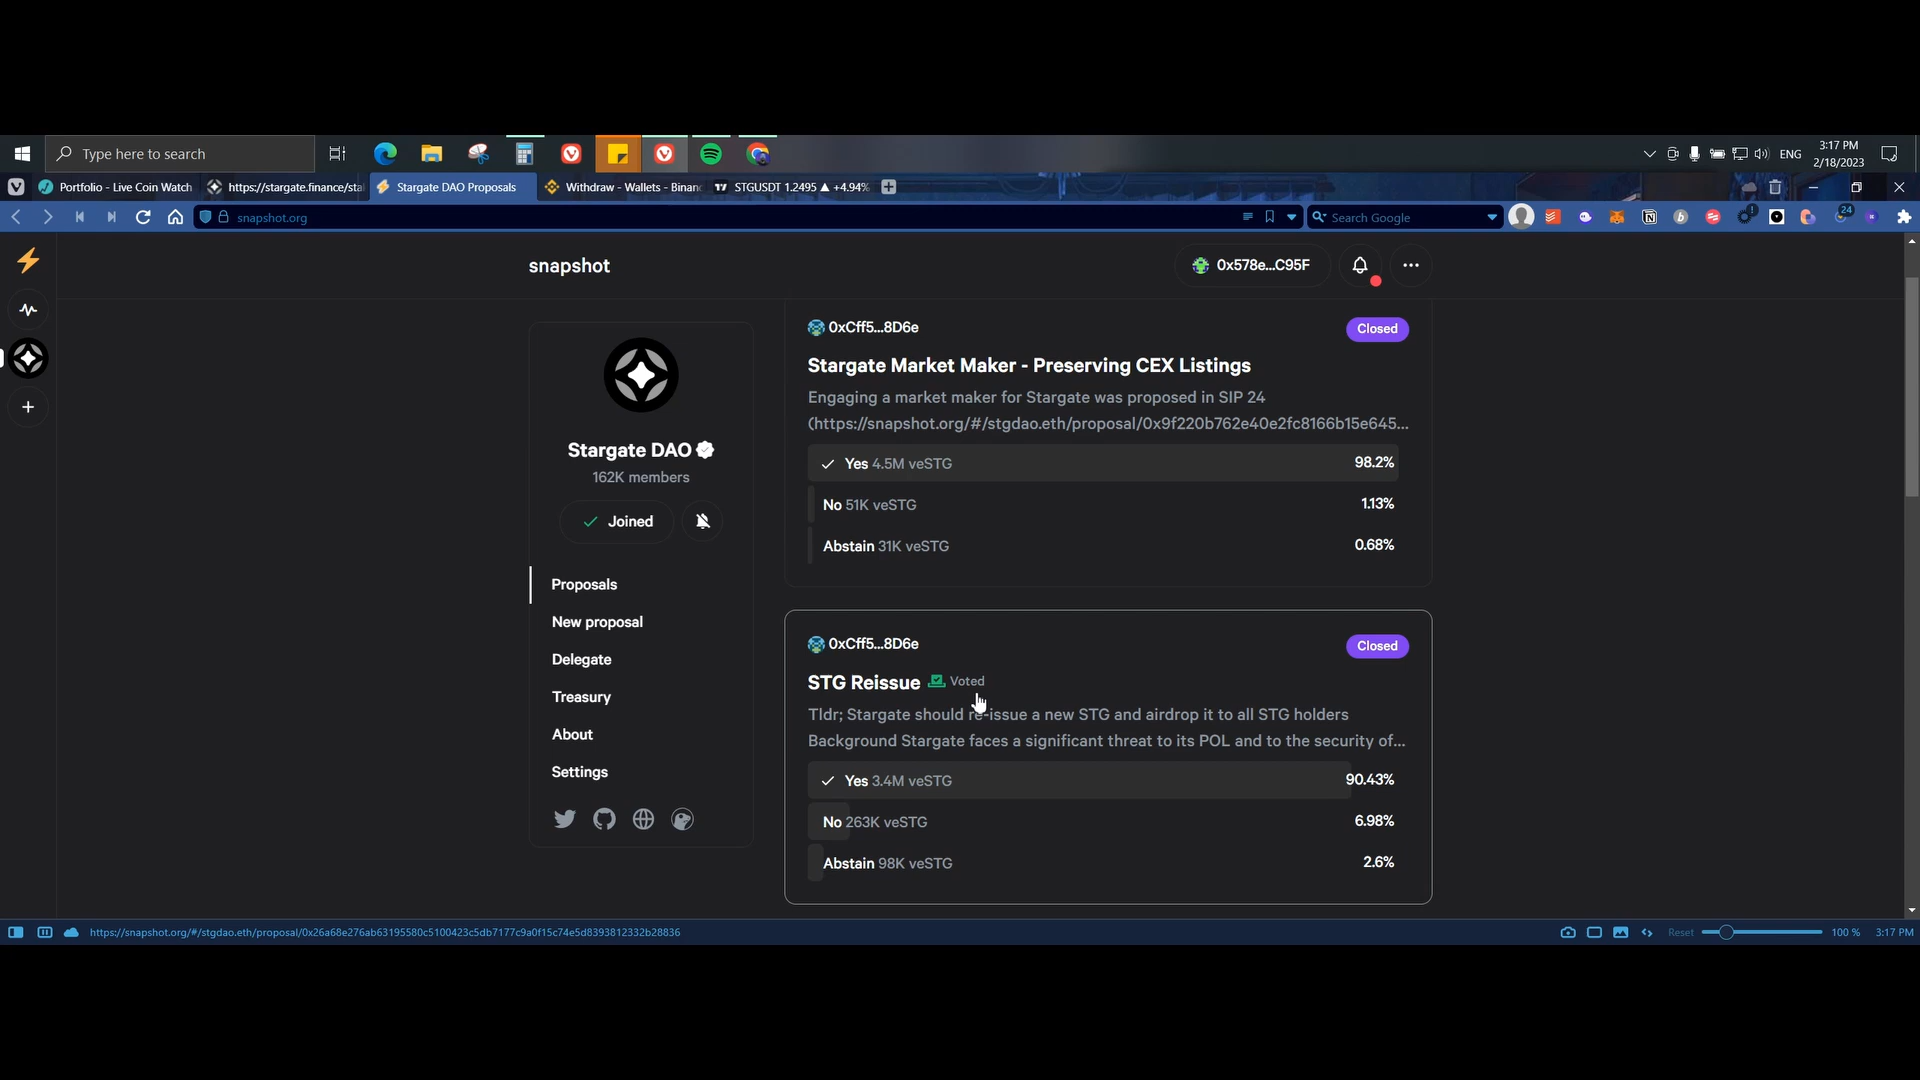 Type here to search
ENG
3:17 PM
2/18/2023
Portfolio - Live Coin Watch
https://stargate.finance/sta
Stargate DAO Proposals
Withdraw - Wallets - Binanc
STGUSDT 1.2495 ▲ +4.94%
snapshot.org
Search Google
24
snapshot
0x578e...C95F
Stargate DAO
162K members
Joined
Proposals
New proposal
Delegate
Treasury
About
Settings
0xCff5...8D6e
Closed
Stargate Market Maker - Preserving CEX Listings
Engaging a market maker for Stargate was proposed in SIP 24
(https://snapshot.org/#/stgdao.eth/proposal/0x9f220b762e40e2fc8166b15e645...
Yes 4.5M veSTG 98.2%
No 51K veSTG 1.13%
Abstain 31K veSTG 0.68%
0xCff5...8D6e
Closed
STG Reissue Voted
Tldr; Stargate should re-issue a new STG and airdrop it to all STG holders
Background Stargate faces a significant threat to its POL and to the security of...
Yes 3.4M veSTG 90.43%
No 263K veSTG 6.98%
Abstain 98K veSTG 2.6%
https://snapshot.org/#/stgdao.eth/proposal/0x26a68e276ab63195580c5100423c5db7177c9a0f15c74e5d8393812332b28836
Reset
100 %
3:17 PM